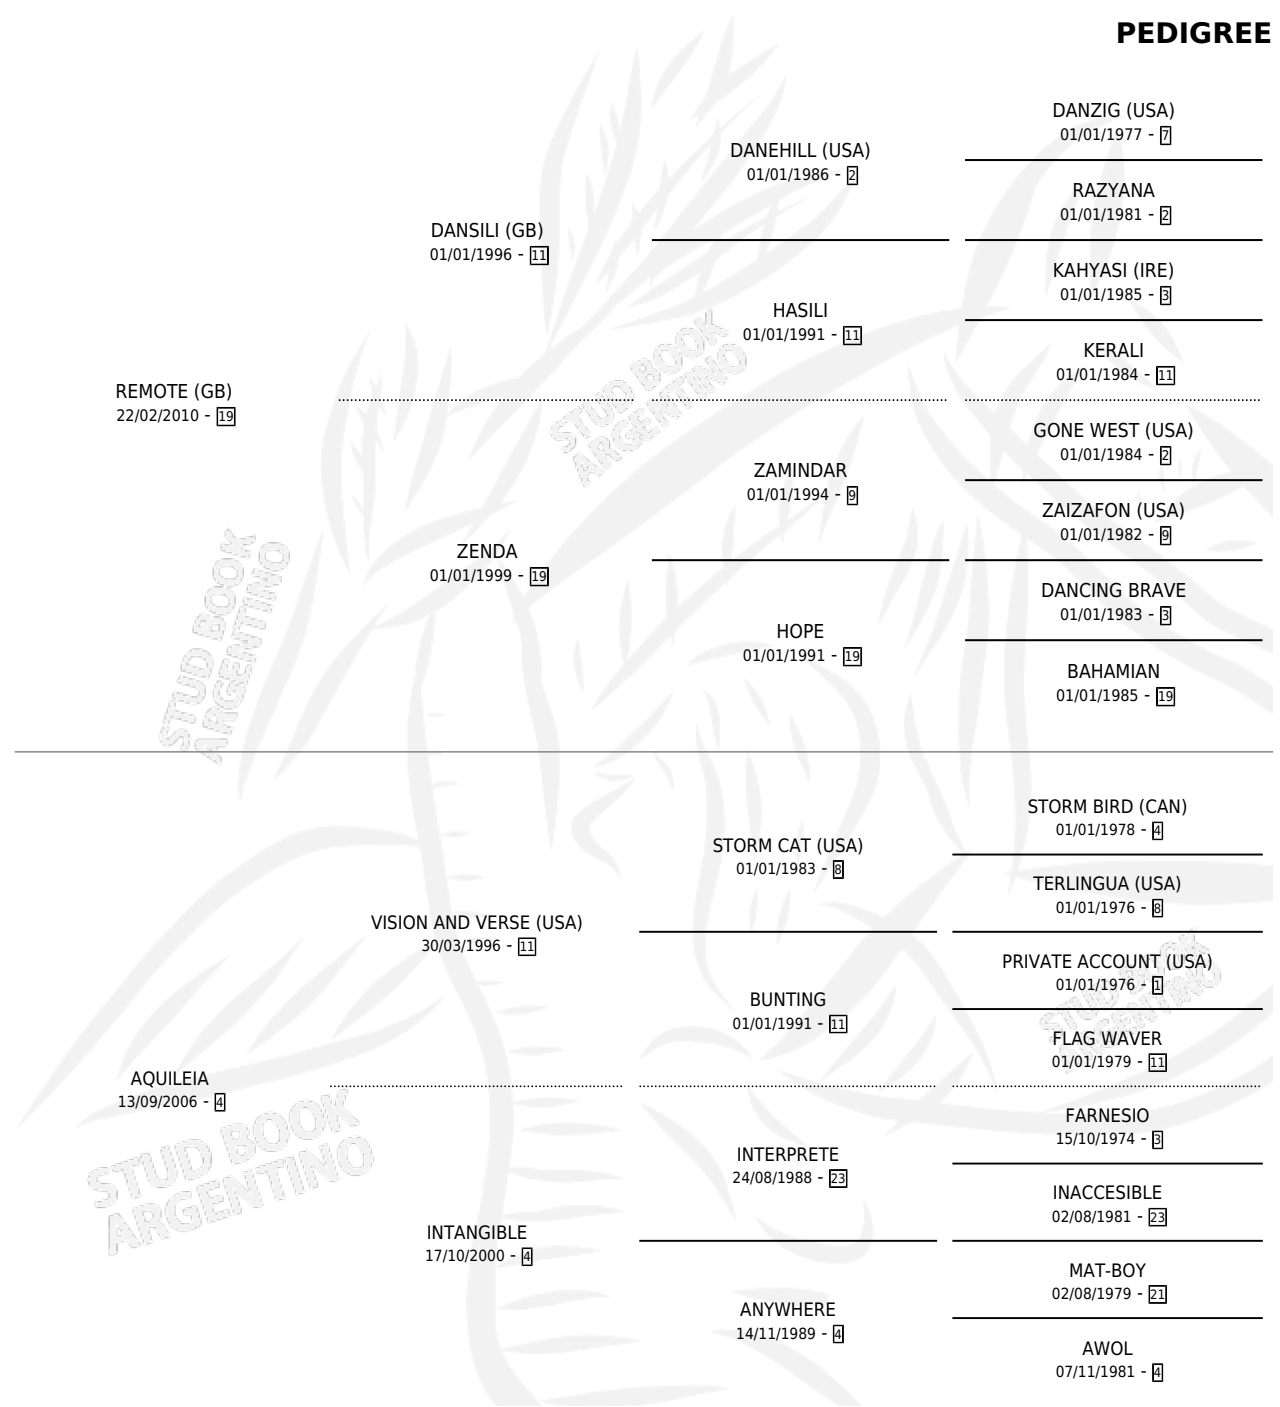 PEDIGREE
DANZIG (USA)
01/01/1977 - 7
DANEHILL (USA)
01/01/1986 - 2
RAZYANA
01/01/1981 - 2
DANSILI (GB)
01/01/1996 - 11
KAHYASI (IRE)
01/01/1985 - 3
HASILI
01/01/1991 - 11
KERALI
01/01/1984 - 11
REMOTE (GB)
22/02/2010 - 19
GONE WEST (USA)
01/01/1984 - 2
ZAMINDAR
01/01/1994 - 9
ZAIZAFON (USA)
01/01/1982 - 9
ZENDA
01/01/1999 - 19
DANCING BRAVE
01/01/1983 - 3
HOPE
01/01/1991 - 19
BAHAMIAN
01/01/1985 - 19
STORM BIRD (CAN)
01/01/1978 - 4
STORM CAT (USA)
01/01/1983 - 8
TERLINGUA (USA)
01/01/1976 - 8
VISION AND VERSE (USA)
30/03/1996 - 11
PRIVATE ACCOUNT (USA)
01/01/1976 - 1
BUNTING
01/01/1991 - 11
FLAG WAVER
01/01/1979 - 11
AQUILEIA
13/09/2006 - 4
FARNESIO
15/10/1974 - 3
INTERPRETE
24/08/1988 - 23
INACCESIBLE
02/08/1981 - 23
INTANGIBLE
17/10/2000 - 4
MAT-BOY
02/08/1979 - 21
ANYWHERE
14/11/1989 - 4
AWOL
07/11/1981 - 4
STUD BOOK
ARGENTINO
STUD BOOK
ARGENTINO
STUD BOOK
ARGENTINO
STUD BOOK
ARGENTINO